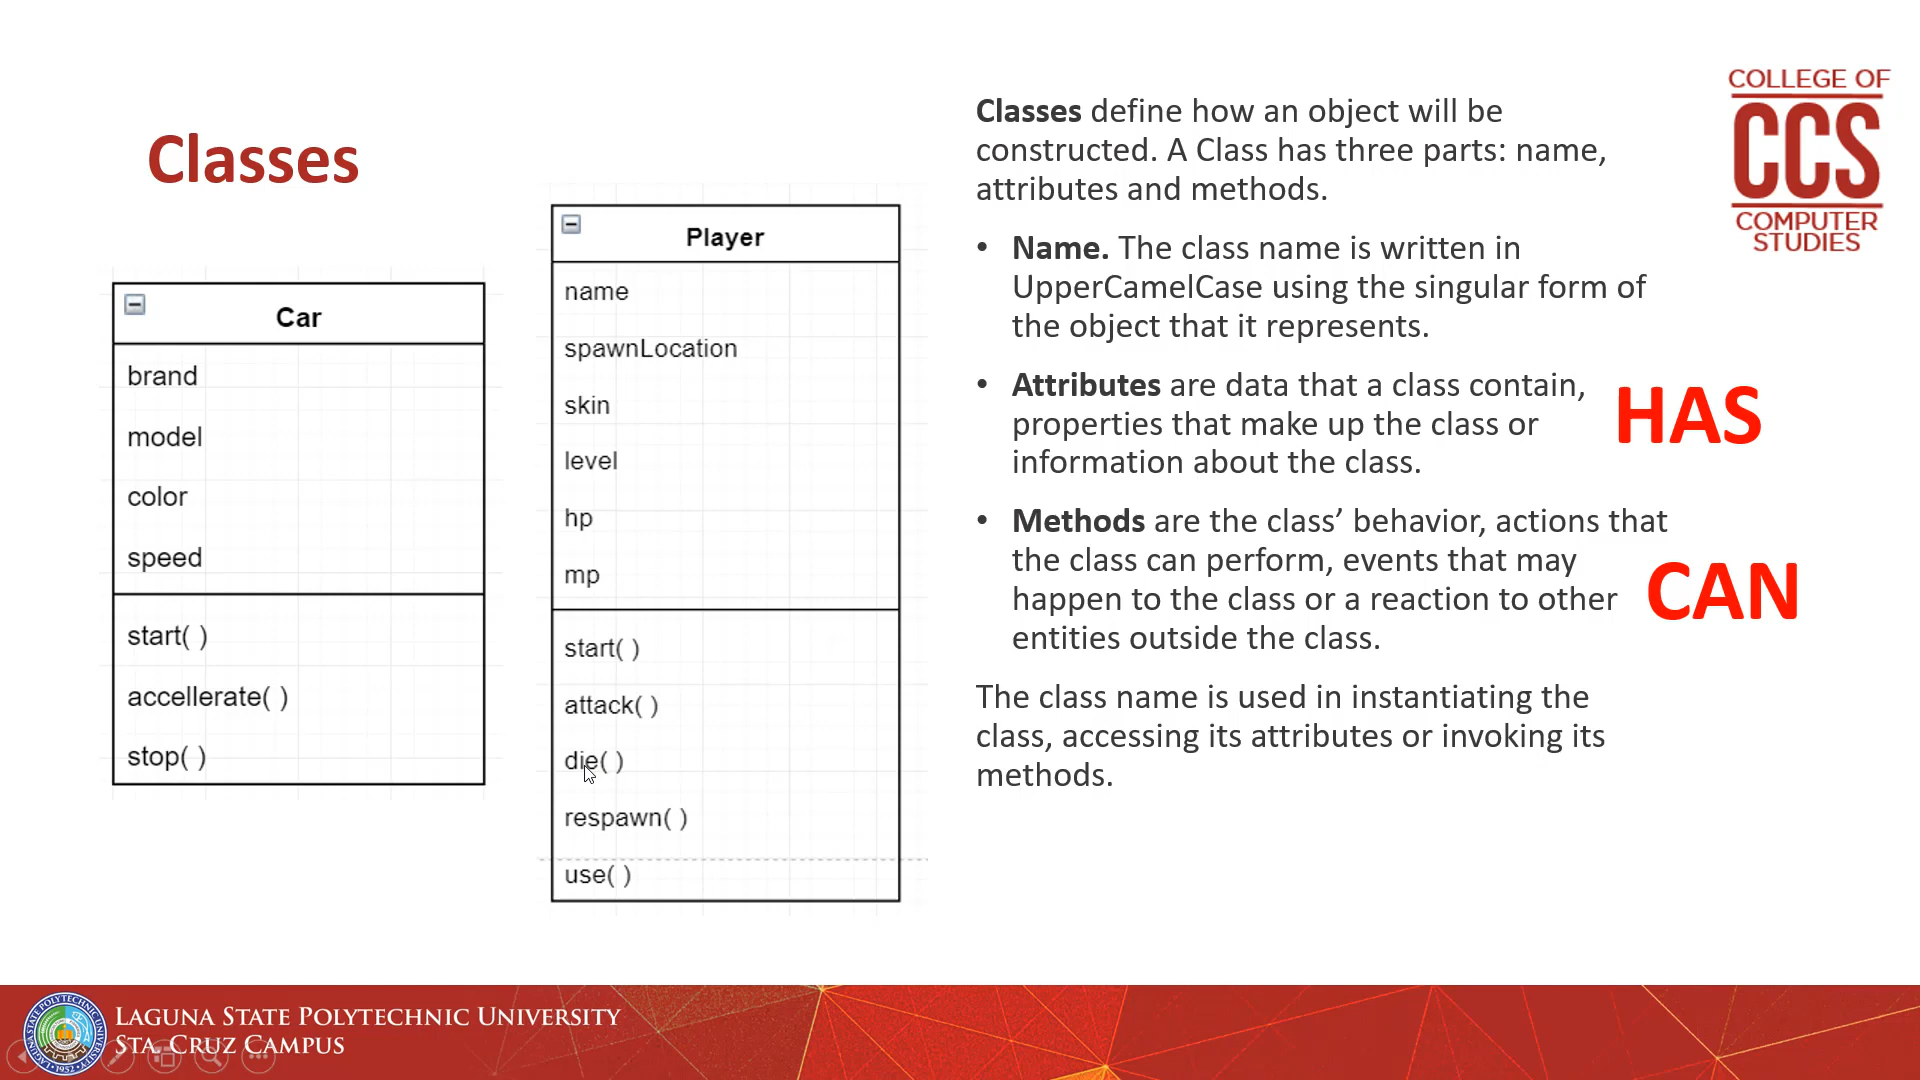 Classes
Car
brand
model
color
speed
start( )
accellerate( )
stop( )
Player
name
spawnLocation
skin
level
hp
mp
start( )
attack( )
die( )
respawn( )
use( )
Classes define how an object will be
constructed. A Class has three parts: name,
attributes and methods.
• Name. The class name is written in
UpperCamelCase using the singular form of
the object that it represents.
• Attributes are data that a class contain,
properties that make up the class or
information about the class.
HAS
• Methods are the class’ behavior, actions that
the class can perform, events that may
happen to the class or a reaction to other
entities outside the class.
CAN
The class name is used in instantiating the
class, accessing its attributes or invoking its
methods.
COLLEGE OF
CCS
COMPUTER
STUDIES
LAGUNA STATE POLYTECHNIC UNIVERSITY
STA. CRUZ CAMPUS
LAGUNA STATE POLYTECHNIC UNIVERSITY
1952